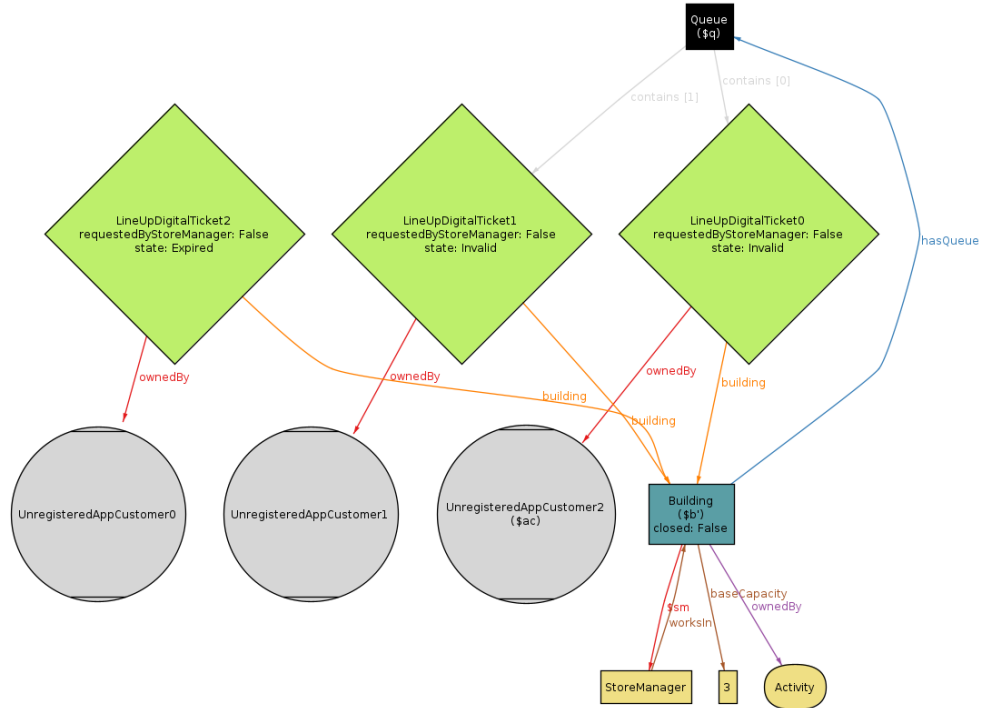 Queue
($q)
contains [0]
contains [1]
LineUpDigitalTicket2
requestedByStoreManager: False
state: Expired
LineUpDigitalTicket1
requestedByStoreManager: False
state: Invalid
LineUpDigitalTicket0
requestedByStoreManager: False
state: Invalid
hasQueue
ownedBy
ownedBy
ownedBy
building
building
building
UnregisteredAppCustomer0
UnregisteredAppCustomer1
UnregisteredAppCustomer2
($ac)
Building
($b')
closed: False
baseCapacity
$sm
ownedBy
worksIn
StoreManager
3
Activity